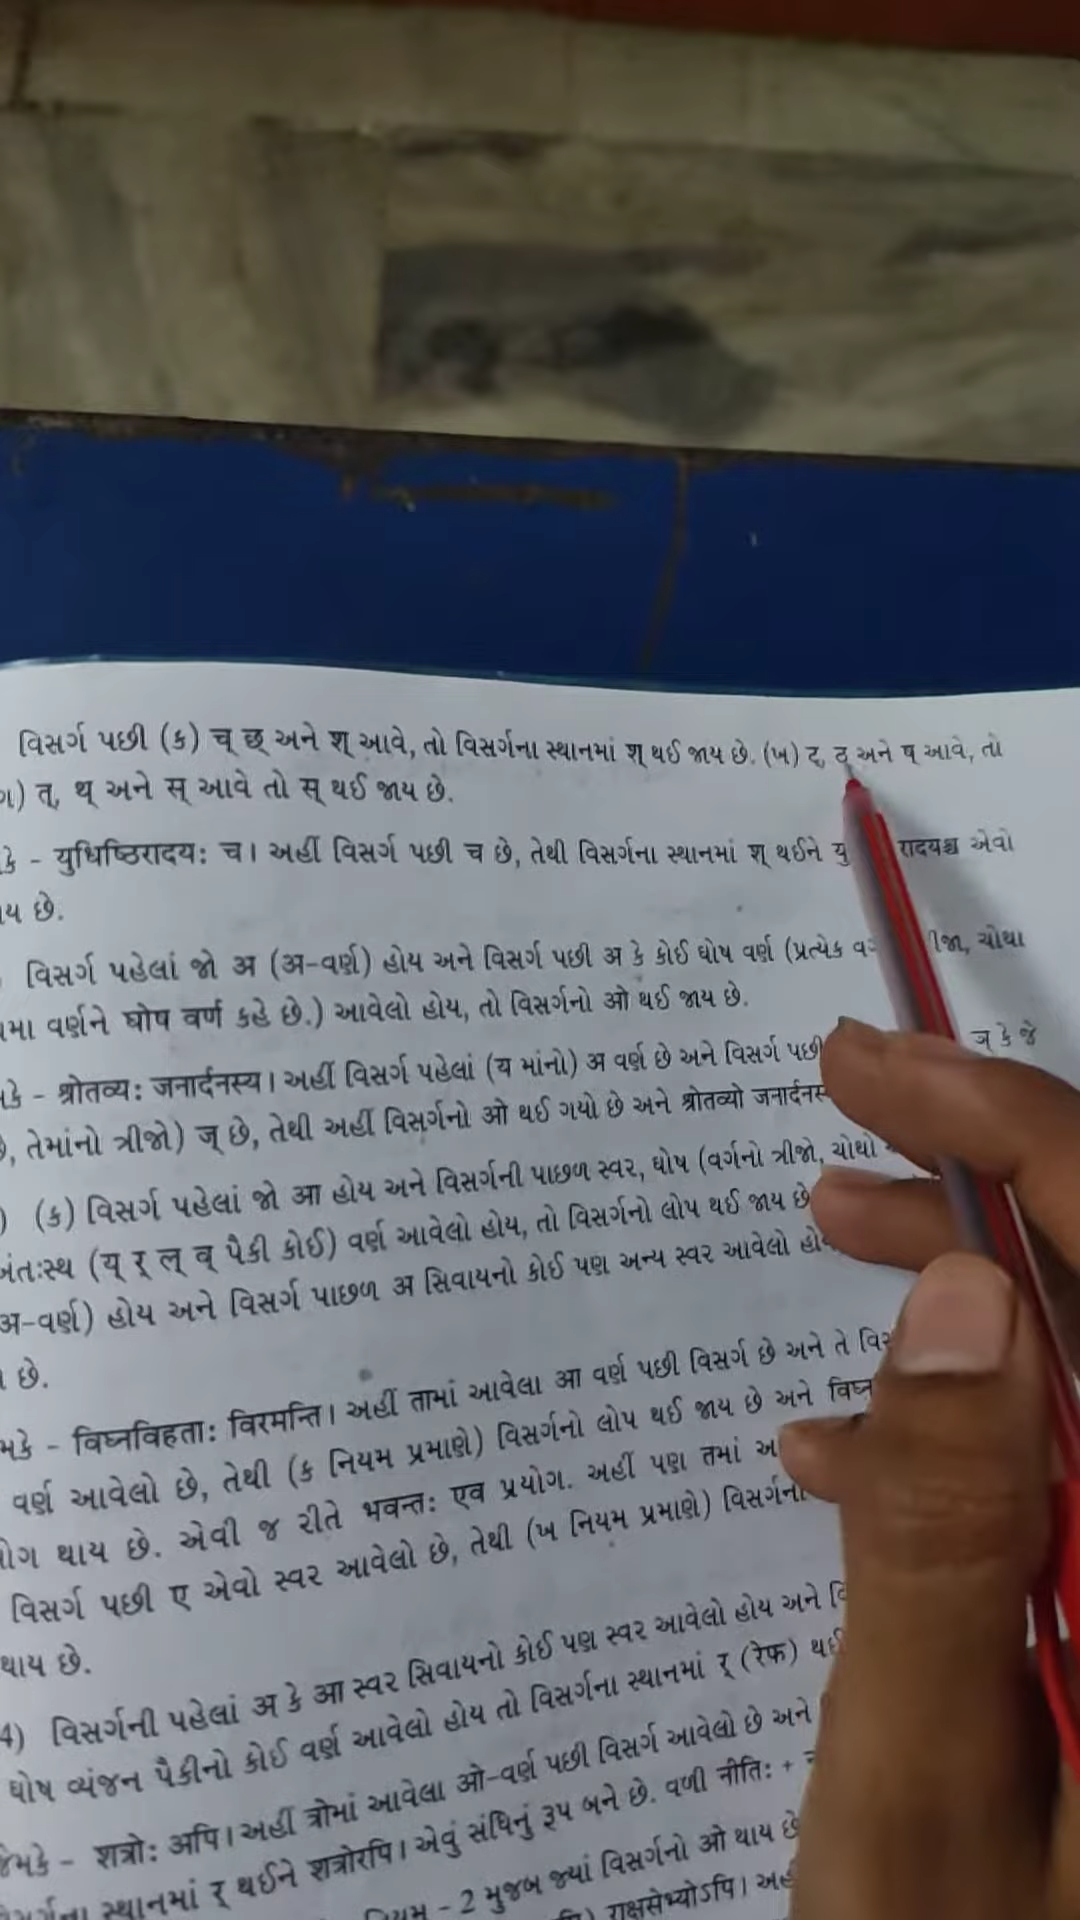 વિસર્ગ પછી (ક) च् छ् અને श् આવે, તો વિસર્ગના સ્થાનમાં श् થઈ જાય છે. (ખ) ट्, ठ् અને ष् આવે, તો
ગ) त्, थ् અને स् આવે તો स् થઈ જાય છે.
કે - युधिष्ठिरादयः च। અહીં વિસર્ગ પછી च છે, તેથી વિસર્ગના સ્થાનમાં श् થઈને यु रादयश्च એવો
ય છે.
વિસર્ગ પહેલાં જો अ (अ-વર્ણ) હોય અને વિસર્ગ પછી अ કે કોઈ ઘોષ વર્ણ (પ્રત્યેક વ ીજા, ચોથા
મા વર્ણને ઘોષ વર્ણ કહે છે.) આવેલો હોય, તો વિસર્ગનો ओ થઈ જાય છે.
કે - श्रोतव्यः जनार्दनस्य। અહીં વિસર્ગ પહેલાં (य માંનો) अ વર્ણ છે અને વિસર્ગ પછી ज् કે જે
છે, તેમાંનો ત્રીજો) ज् છે, તેથી અહીં વિસર્ગનો ओ થઈ ગયો છે અને श्रोतव्यो जनार्दनस
) (ક) વિસર્ગ પહેલાં જો आ હોય અને વિસર્ગની પાછળ સ્વર, ઘોષ (વર્ગનો ત્રીજો, ચોથો
અંતઃસ્થ (य् र् ल् व् પૈકી કોઈ) વર્ણ આવેલો હોય, તો વિસર્ગનો લોપ થઈ જાય છે
अ-વર્ણ) હોય અને વિસર્ગ પાછળ अ સિવાયનો કોઈ પણ અન્ય સ્વર આવેલો હો
છે.
મકે - विघ्नविहताः विरमन्ति। અહીં તામાં આવેલા आ વર્ણ પછી વિસર્ગ છે અને તે વિસ
વર્ણ આવેલો છે, તેથી (ક નિયમ પ્રમાણે) વિસર્ગનો લોપ થઈ જાય છે અને विघ्न
ોગ થાય છે. એવી જ રીતે भवन्तः एव પ્રયોગ. અહીં પણ તમાં अ
વિસર્ગ પછી ए એવો સ્વર આવેલો છે, તેથી (ખ નિયમ પ્રમાણે) વિસર્ગનો
થાય છે.
4) વિસર્ગની પહેલાં अ કે आ સ્વર સિવાયનો કોઈ પણ સ્વર આવેલો હોય અને વિ
ઘોષ વ્યંજન પૈકીનો કોઈ વર્ણ આવેલો હોય તો વિસર્ગના સ્થાનમાં र् (રેફ) થઈ
જેમકે - शत्रोः अपि। અહીં ત્રોમાં આવેલા ओ-વર્ણ પછી વિસર્ગ આવેલો છે અને
સ્થાનમાં र् થઈને शत्रोरपि। એવું સંધિનું રૂપ બને છે. વળી नीतिः +
- 2 મુજબ જ્યાં વિસર્ગનો ओ થાય છે
राक्षसेभ्योऽपि। અહીં